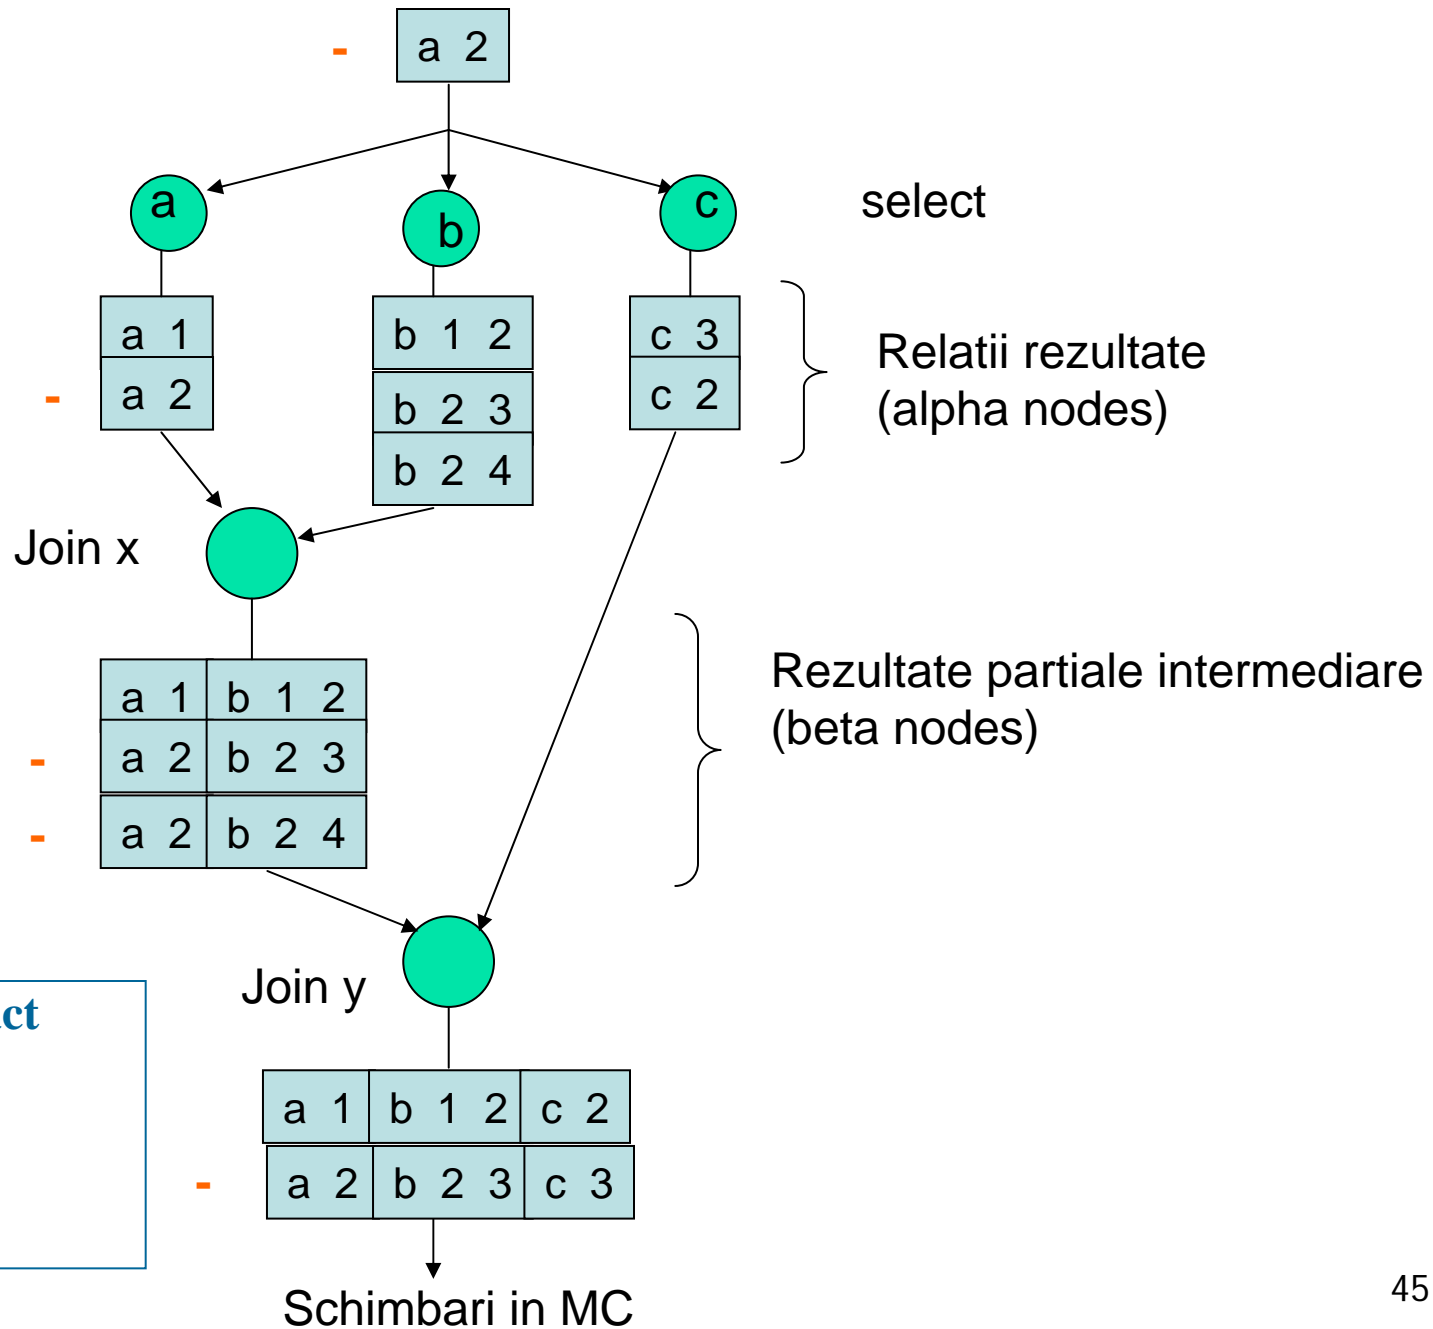 - a 2
a b c select
a 1 b 1 2 c 3
Relatii rezultate
- a 2 b 2 3 c 2
(alpha nodes)
b 2 4
Join x
a 1 b 1 2
Rezultate partiale intermediare
- a 2 b 2 3
(beta nodes)
- a 2 b 2 4
Join y
a 1 b 1 2 c 2
- a 2 b 2 3 c 3
Schimbari in MC
45